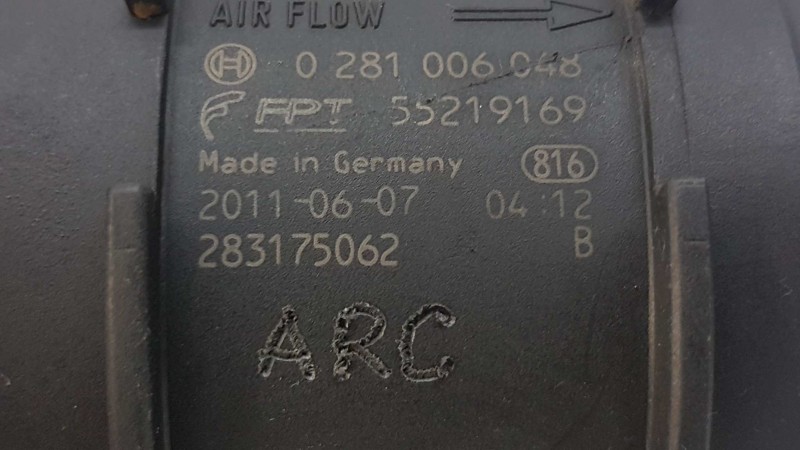 AIR FLOW
0 281 006 048
FPT 55219169
Made in Germany 816
2011-06-07 04:12
283175062 B
ARC